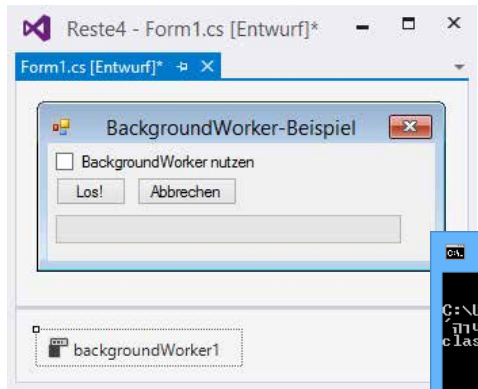 Reste4 - Form1.cs [Entwurf]*
Form1.cs [Entwurf]*
BackgroundWorker-Beispiel
BackgroundWorker nutzen
Los! Abbrechen
backgroundWorker1
C:\
clas